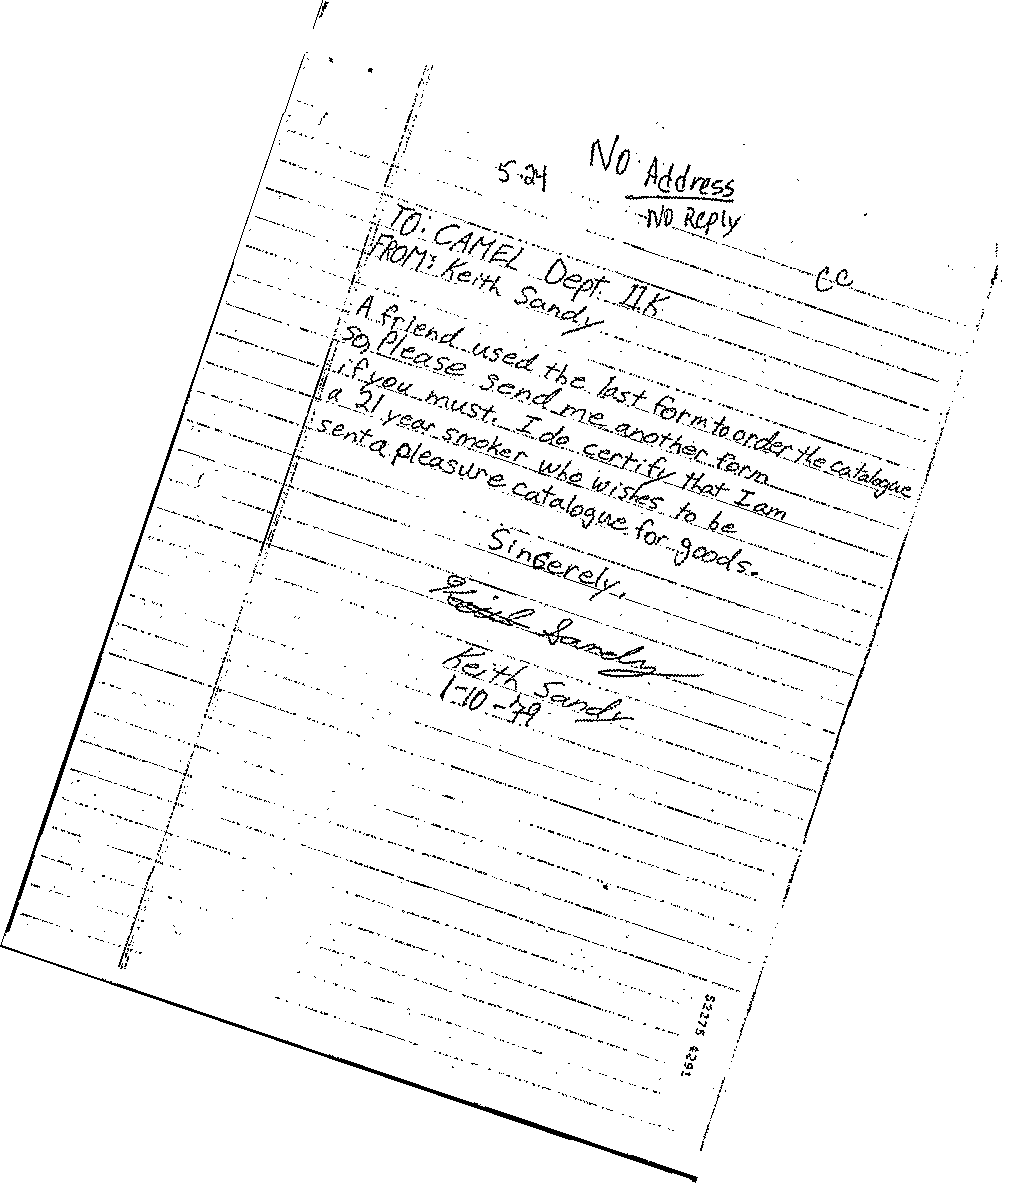 5-24
No Address
No Reply
CC
TO: CAMEL Dept. IIK
FROM: Keith Sandy
A friend used the last form to order the catalogue
so, Please send me another form
if you must. I do certify that I am
a 21 year smoker who wishes to be
sent a pleasure catalogue for goods.
Sincerely,
Keith Sandy
Keith Sandy
1-10-79
52275 4291